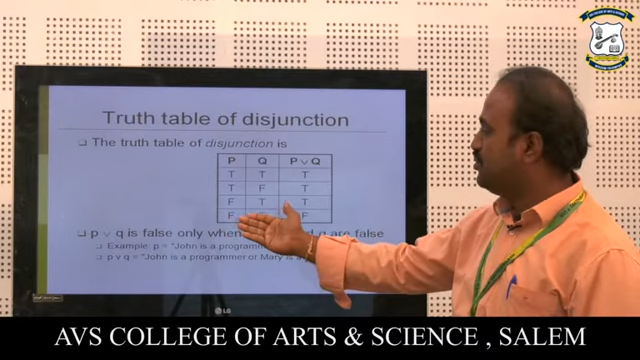 Truth table of disjunction
The truth table of disjunction is
P Q P∨Q
T T T
T F T
F T T
F F
p ∨ q is false only when are false
Example: p = "John is a
p v q = "John is a programmer or Mary is a
LG
AVS COLLEGE OF ARTS & SCIENCE , SALEM